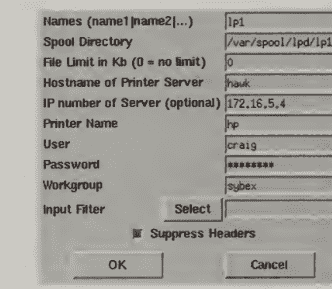 Names (name1|name2|...) lp1
Spool Directory /var/spool/lpd/lp1
File Limit in Kb (0 = no limit) 0
Hostname of Printer Server hawk
IP number of Server (optional) 172.16.5.4
Printer Name hp
User craig
Password ********
Workgroup sybex
Input Filter Select
Suppress Headers
OK Cancel